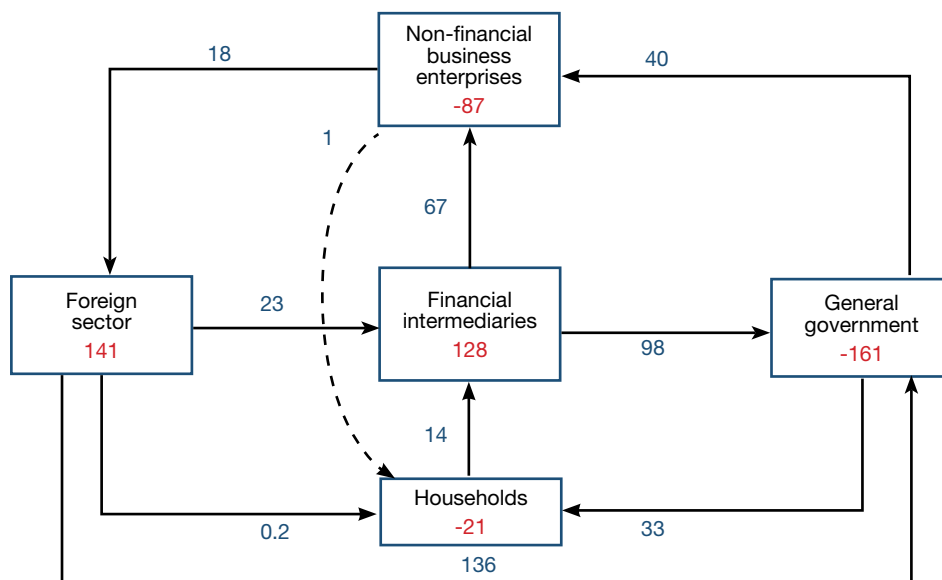 Non-financial
business
enterprises
-87
18
40
1
67
Foreign
sector
141
23
Financial
intermediaries
128
98
General
government
-161
14
Households
-21
0.2
33
136